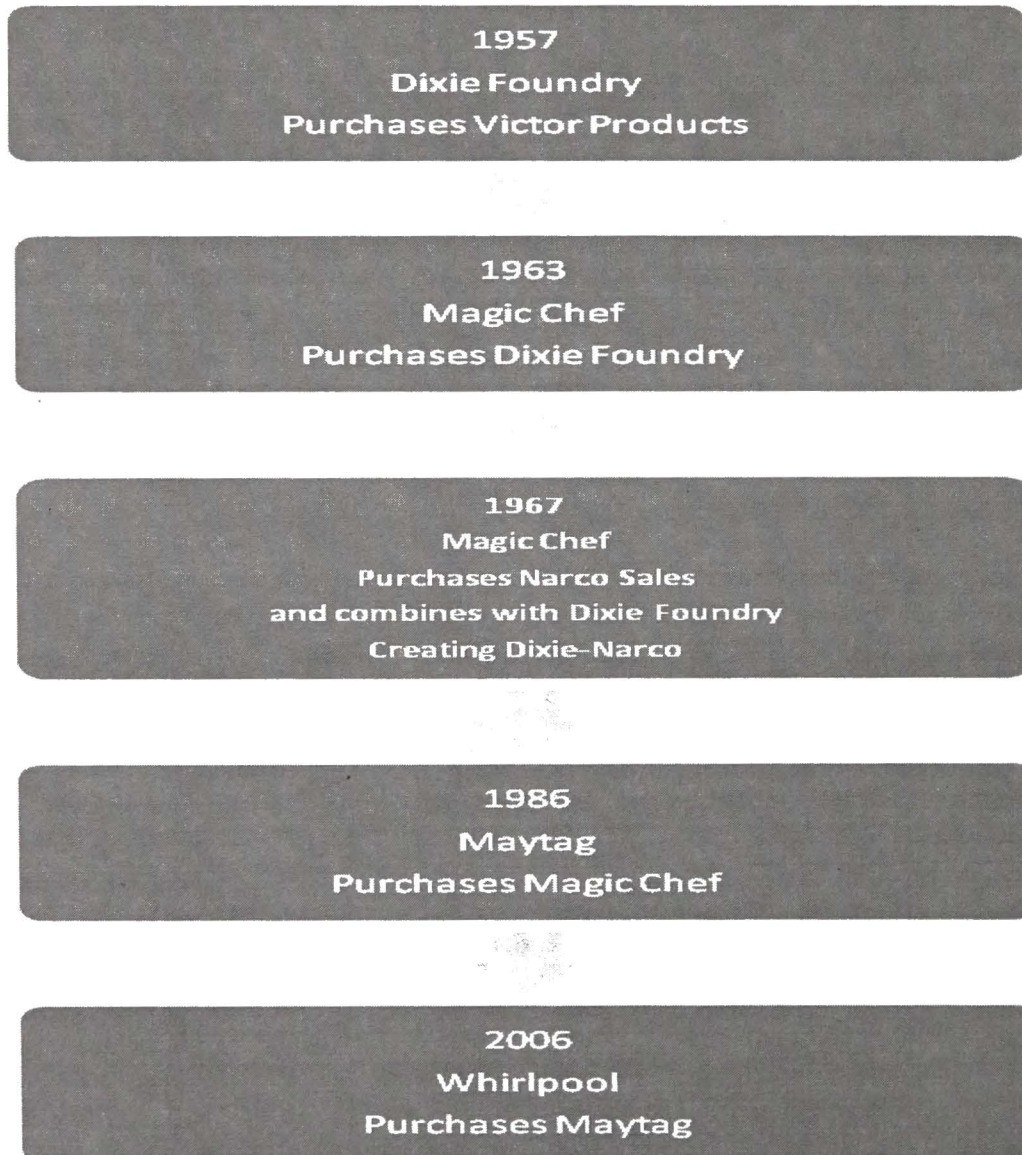 1957
Dixie Foundry
Purchases Victor Products
1963
Magic Chef
Purchases Dixie Foundry
1967
Magic Chef
Purchases Narco Sales
and combines with Dixie Foundry
Creating Dixie-Narco
1986
Maytag
Purchases Magic Chef
2006
Whirlpool
Purchases Maytag